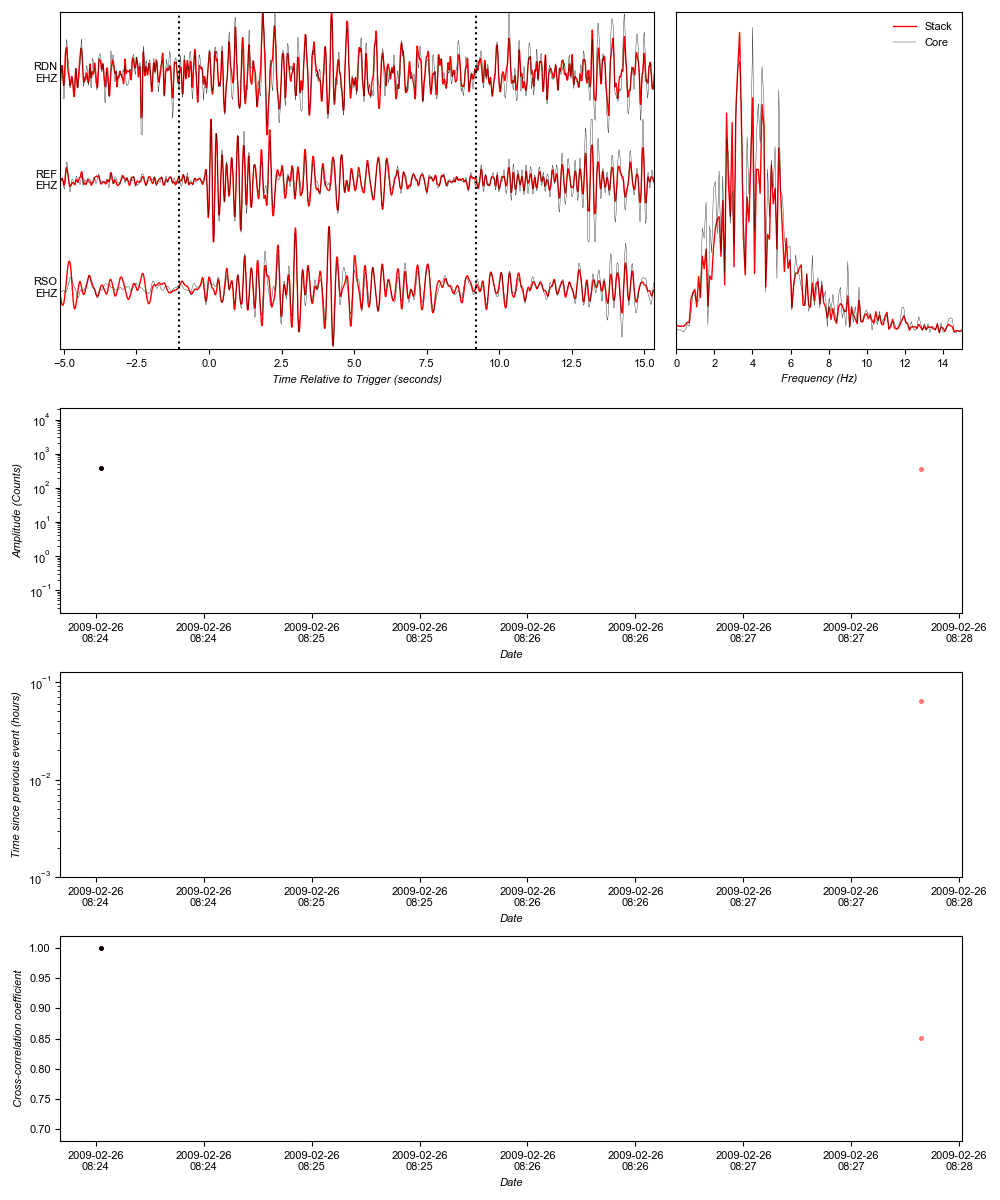 RDN
EHZ
REF
EHZ
RSO
EHZ
−5.0 −2.5 0.0 2.5 5.0 7.5 10.0 12.5 15.0
Time Relative to Trigger (seconds)
Stack
Core
0 2 4 6 8 10 12 14
Frequency (Hz)
10⁴
10³
10²
10¹
10⁰
10⁻¹
Amplitude (Counts)
2009-02-26 2009-02-26 2009-02-26 2009-02-26 2009-02-26 2009-02-26 2009-02-26 2009-02-26 2009-02-26
08:24 08:24 08:25 08:25 08:26 08:26 08:27 08:27 08:28
Date
10⁻¹
10⁻²
10⁻³
Time since previous event (hours)
2009-02-26 2009-02-26 2009-02-26 2009-02-26 2009-02-26 2009-02-26 2009-02-26 2009-02-26 2009-02-26
08:24 08:24 08:25 08:25 08:26 08:26 08:27 08:27 08:28
Date
1.00
0.95
0.90
0.85
0.80
0.75
0.70
Cross-correlation coefficient
2009-02-26 2009-02-26 2009-02-26 2009-02-26 2009-02-26 2009-02-26 2009-02-26 2009-02-26 2009-02-26
08:24 08:24 08:25 08:25 08:26 08:26 08:27 08:27 08:28
Date